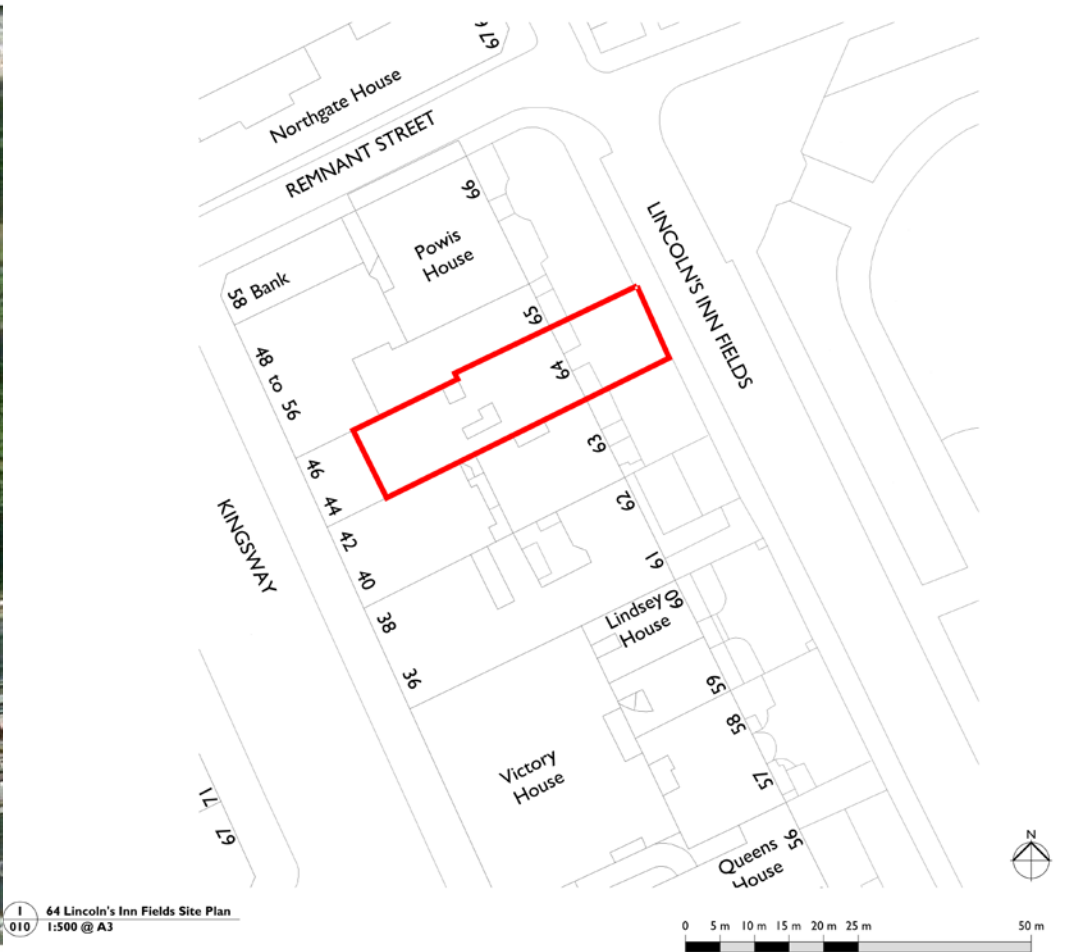 67
Northgate House
REMNANT STREET
66
Powis
House
LINCOLN'S INN FIELDS
58 Bank
65
64
48 to 56
63
46
44
62
KINGSWAY
42
61
40
60
Lindsey
House
38
36
59
58
Victory
House
57
71
67
56
Queens
House
N
1
010
64 Lincoln's Inn Fields Site Plan
1:500 @ A3
0 5 m 10 m 15 m 20 m 25 m 50 m